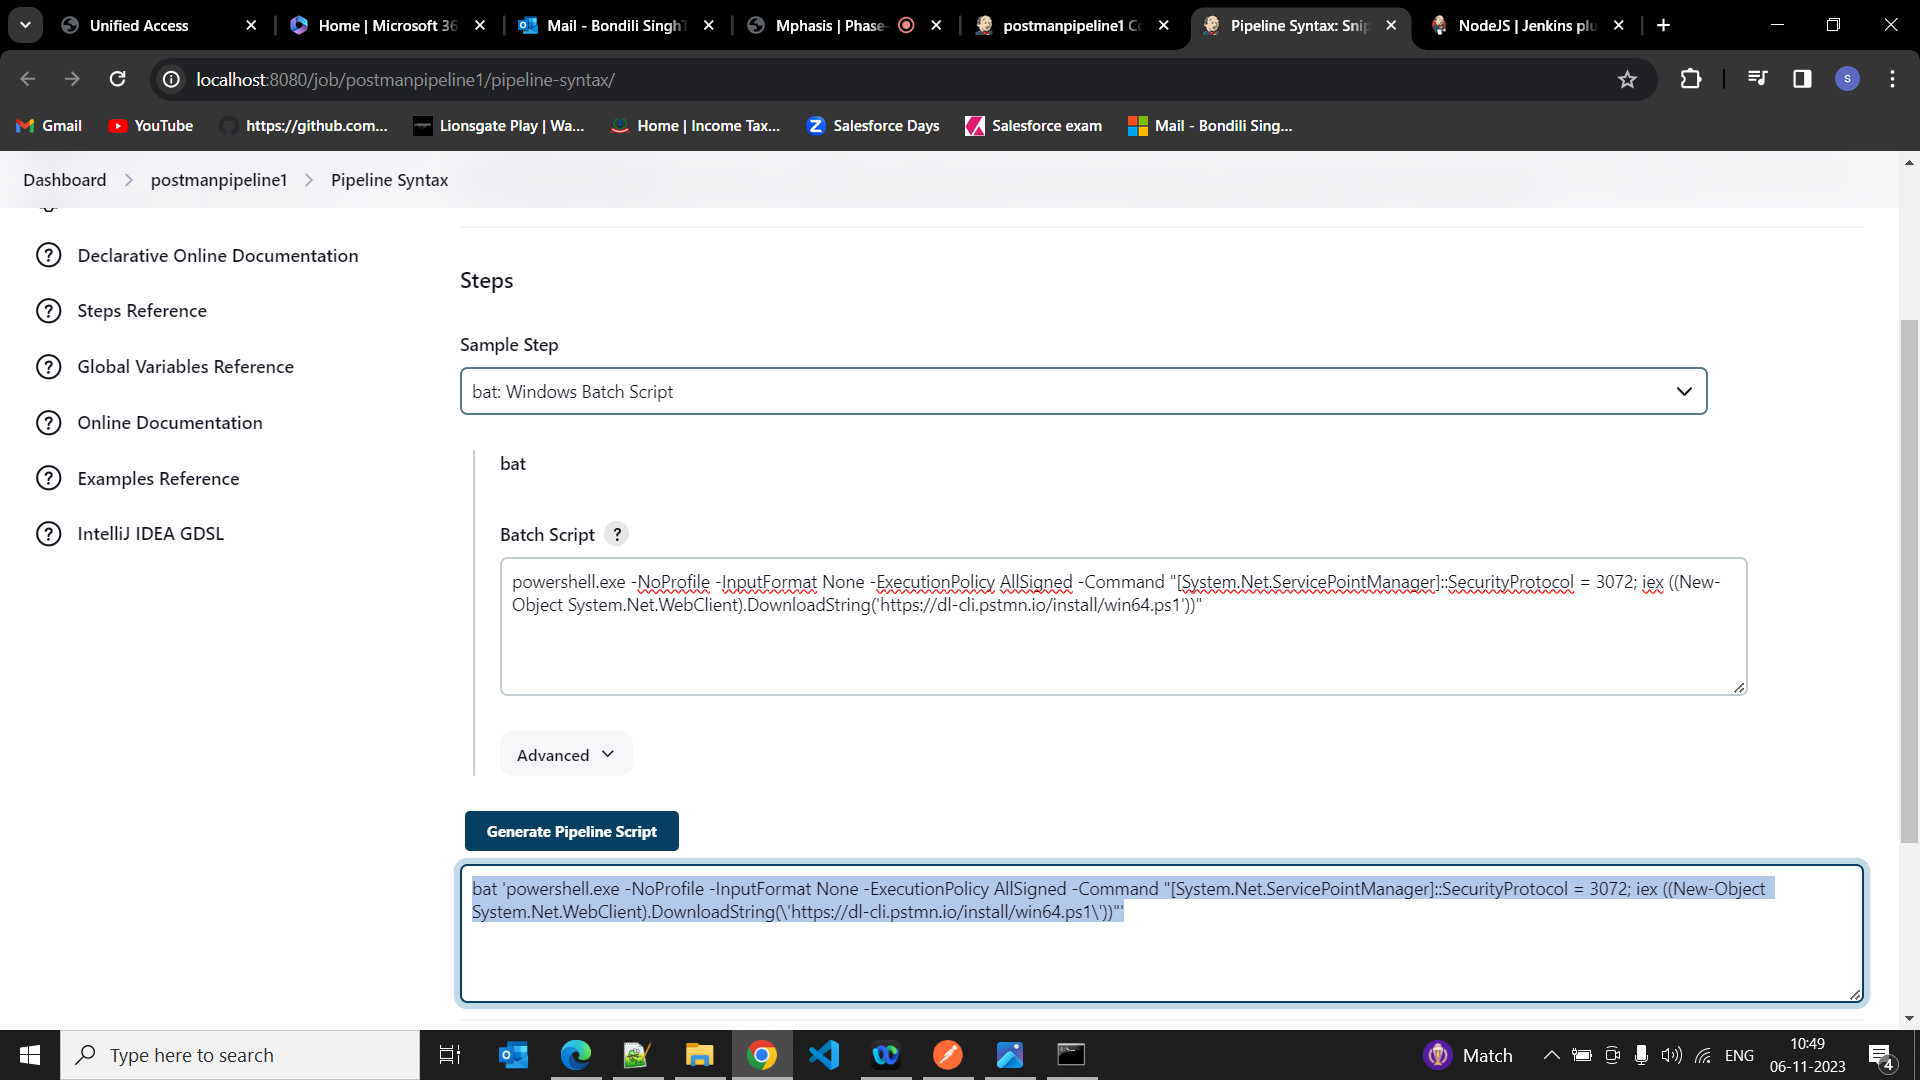 Unified Access
Home | Microsoft 36
Mail - Bondili SinghT
Mphasis | Phase-
postmanpipeline1 Co
Pipeline Syntax: Snip
NodeJS | Jenkins plu
localhost:8080/job/postmanpipeline1/pipeline-syntax/
S
Gmail
YouTube
https://github.com...
Lionsgate Play | Wa...
Home | Income Tax...
Salesforce Days
Salesforce exam
Mail - Bondili Sing...
Dashboard
postmanpipeline1
Pipeline Syntax
Declarative Online Documentation
Steps Reference
Global Variables Reference
Online Documentation
Examples Reference
IntelliJ IDEA GDSL
Steps
Sample Step
bat: Windows Batch Script
bat
Batch Script ?
powershell.exe -NoProfile -InputFormat None -ExecutionPolicy AllSigned -Command "[System.Net.ServicePointManager]::SecurityProtocol = 3072; iex ((New-
Object System.Net.WebClient).DownloadString('https://dl-cli.pstmn.io/install/win64.ps1'))"
Advanced
Generate Pipeline Script
bat 'powershell.exe -NoProfile -InputFormat None -ExecutionPolicy AllSigned -Command "[System.Net.ServicePointManager]::SecurityProtocol = 3072; iex ((New-Object
System.Net.WebClient).DownloadString(\'https://dl-cli.pstmn.io/install/win64.ps1\'))"'
Type here to search
Match
ENG
10:49
06-11-2023
4